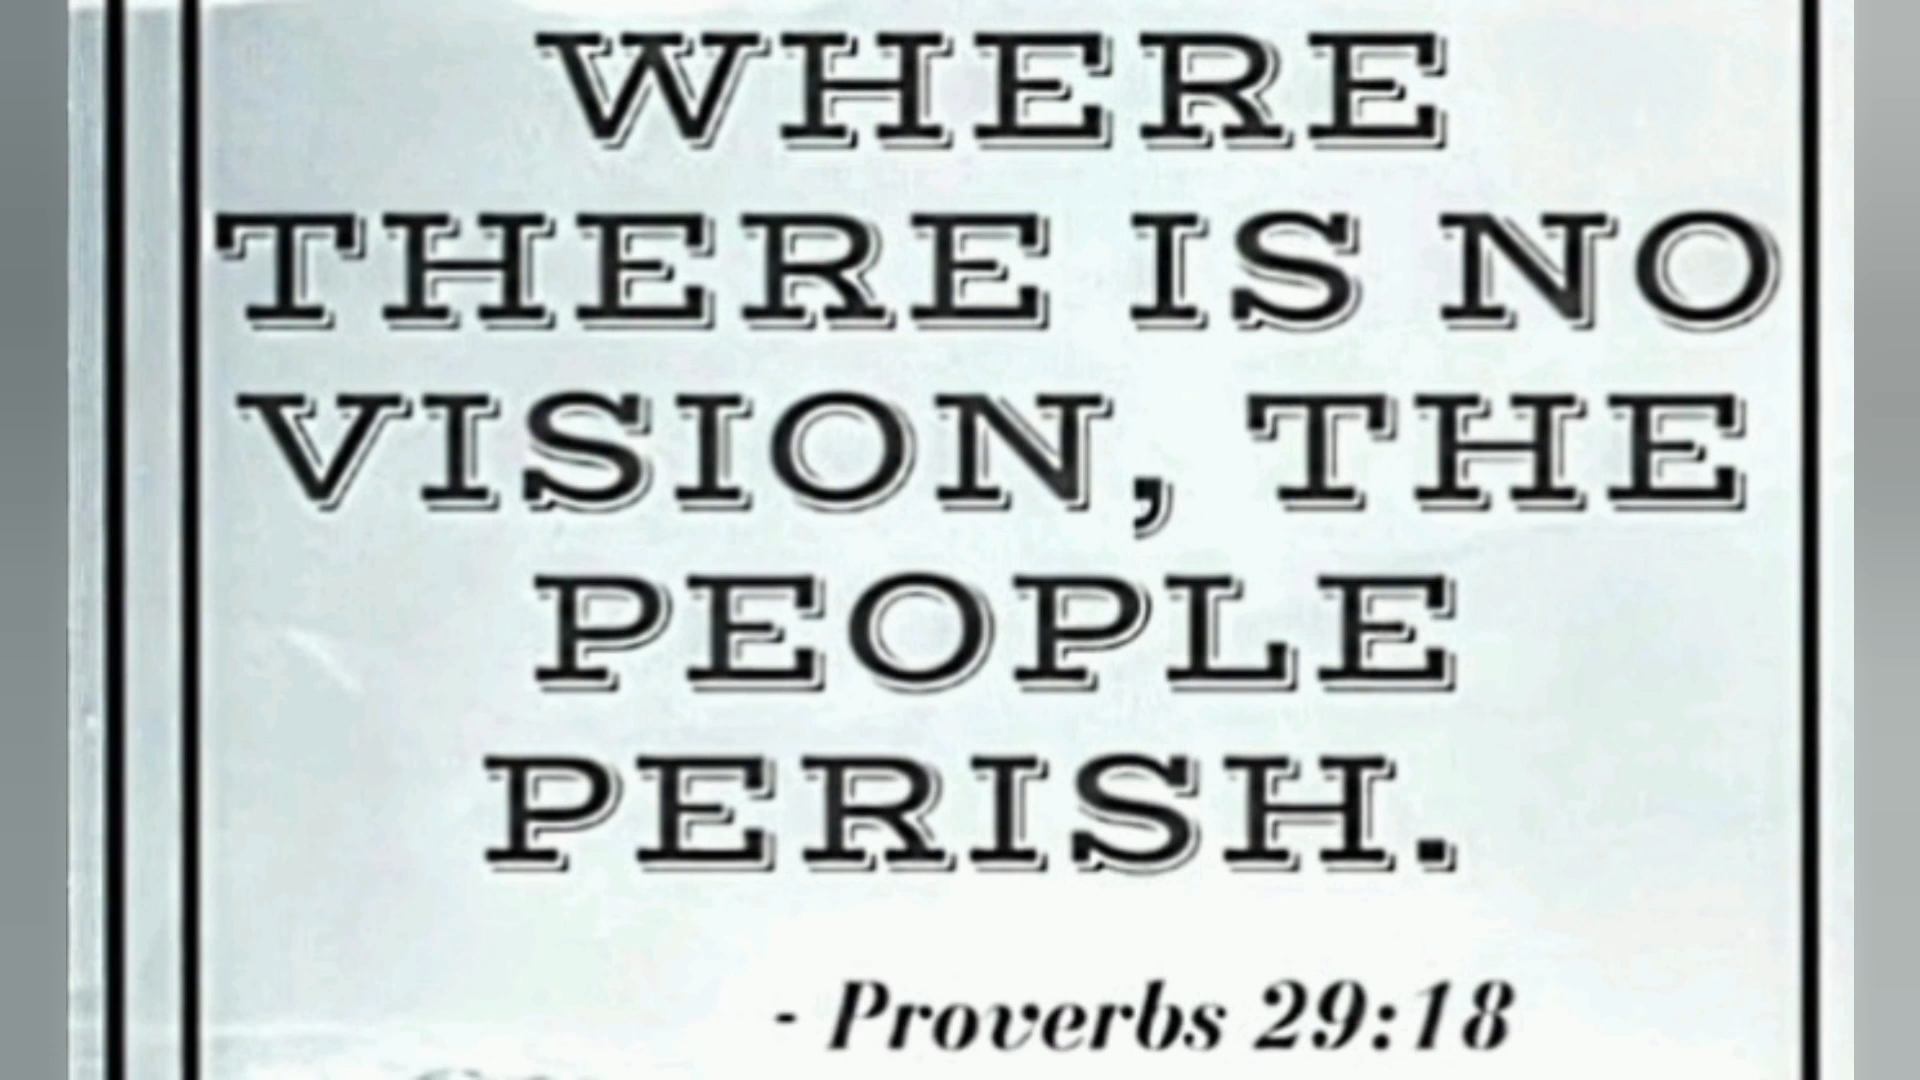 WHERE
THERE IS NO
VISION, THE
PEOPLE
PERISH.
- Proverbs 29:18